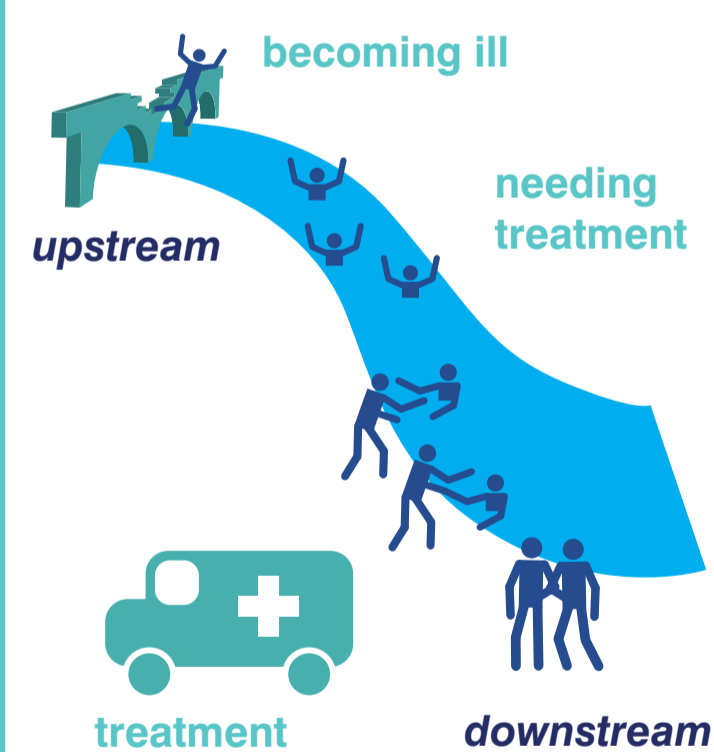 becoming ill
needing
treatment
upstream
treatment
downstream